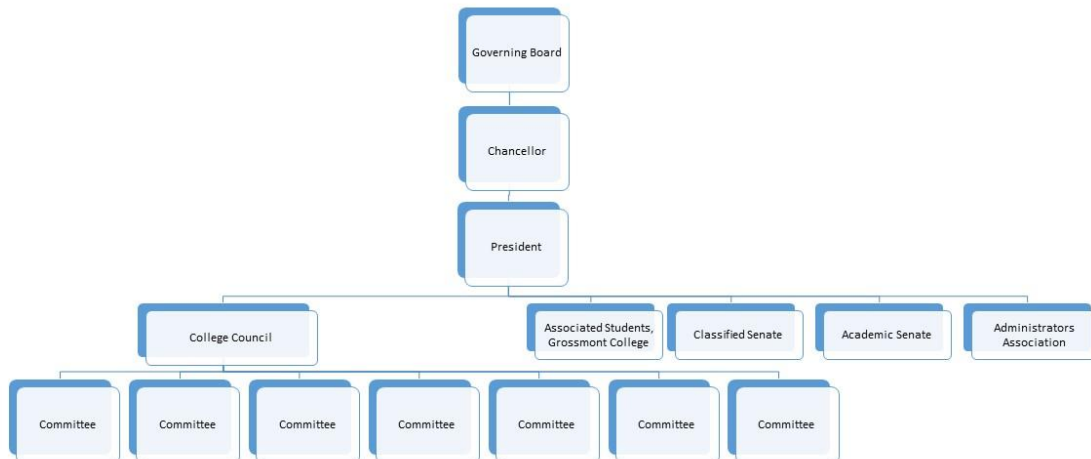 Governing Board
Chancellor
President
College Council
Associated Students,
Grossmont College
Classified Senate
Academic Senate
Administrators
Association
Committee
Committee
Committee
Committee
Committee
Committee
Committee